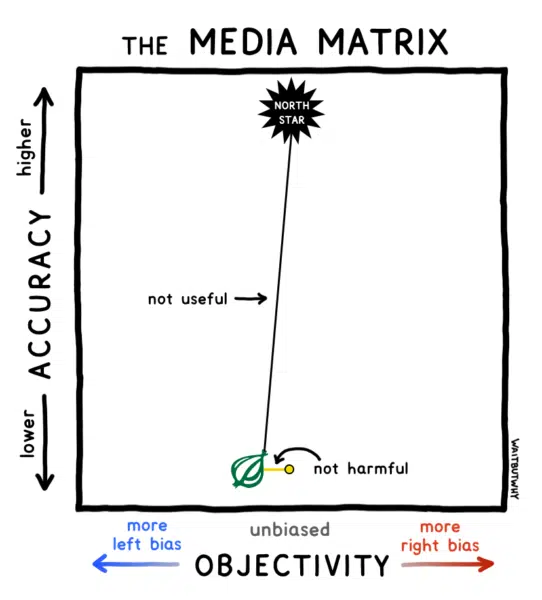 THE MEDIA MATRIX
NORTH
STAR
higher
ACCURACY
lower
not useful
not harmful
WAITBUTWHY
more
left bias
unbiased
more
right bias
OBJECTIVITY